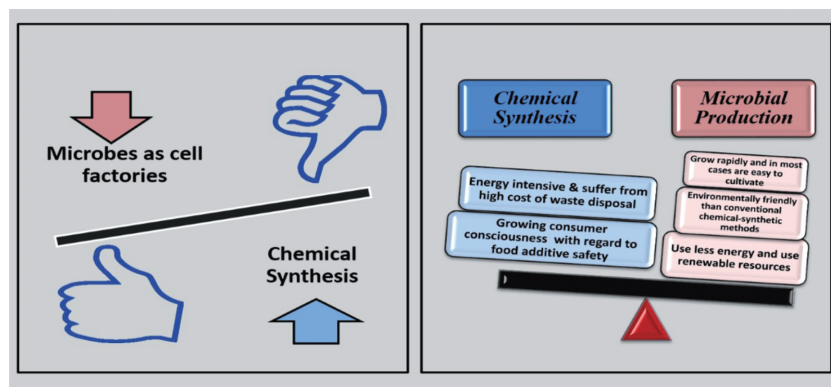 Microbes as cell
factories
Chemical
Synthesis
Chemical
Synthesis
Energy intensive & suffer from
high cost of waste disposal
Growing consumer
consciousness with regard to
food additive safety
Microbial
Production
Grow rapidly and in most
cases are easy to
cultivate
Environmentally friendly
than conventional
chemical-synthetic
methods
Use less energy and use
renewable resources